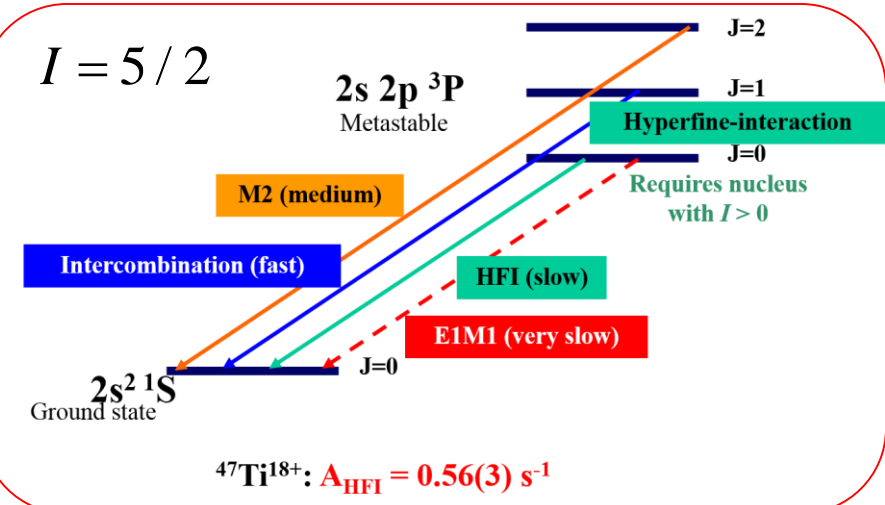 I = 5 / 2
J=2
2s 2p ³P
Metastable
J=1
Hyperfine-interaction
J=0
Requires nucleus
with I > 0
M2 (medium)
Intercombination (fast)
HFI (slow)
E1M1 (very slow)
J=0
2s² ¹S
Ground state
⁴⁷Ti¹⁸⁺: A_HFI = 0.56(3) s⁻¹